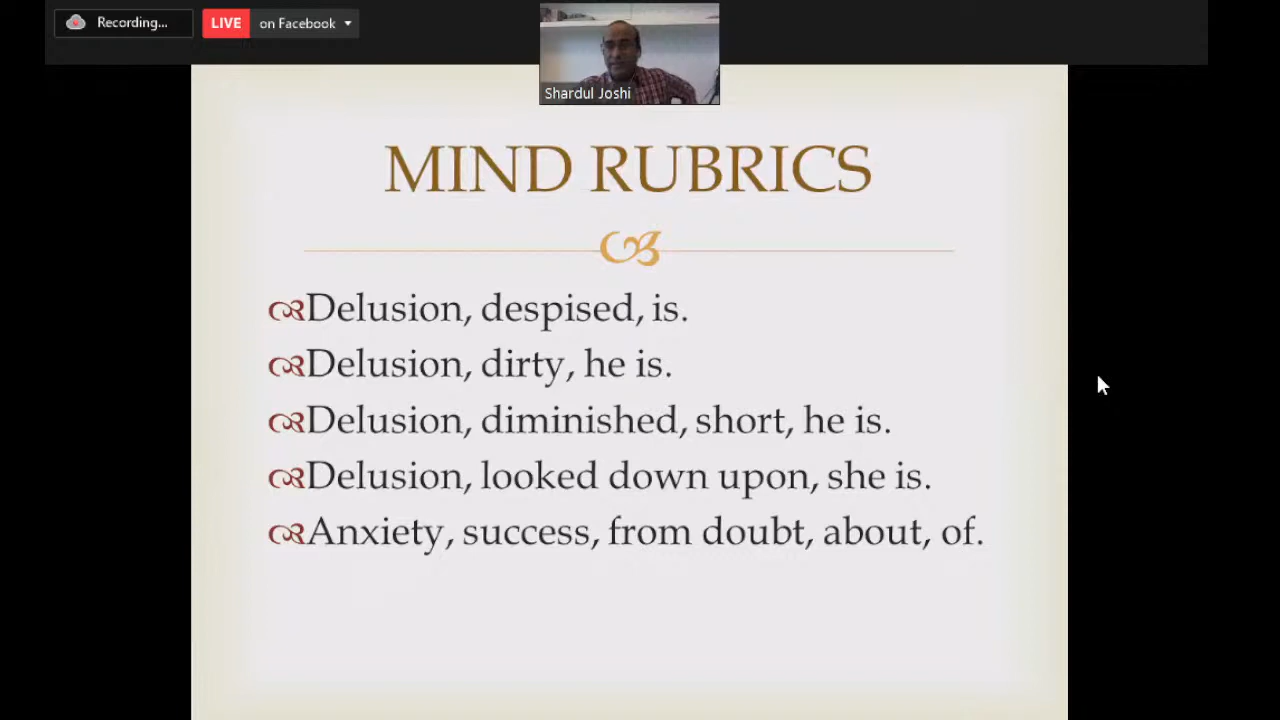 Recording...
LIVE on Facebook
Shardul Joshi
MIND RUBRICS
Delusion, despised, is.
Delusion, dirty, he is.
Delusion, diminished, short, he is.
Delusion, looked down upon, she is.
Anxiety, success, from doubt, about, of.